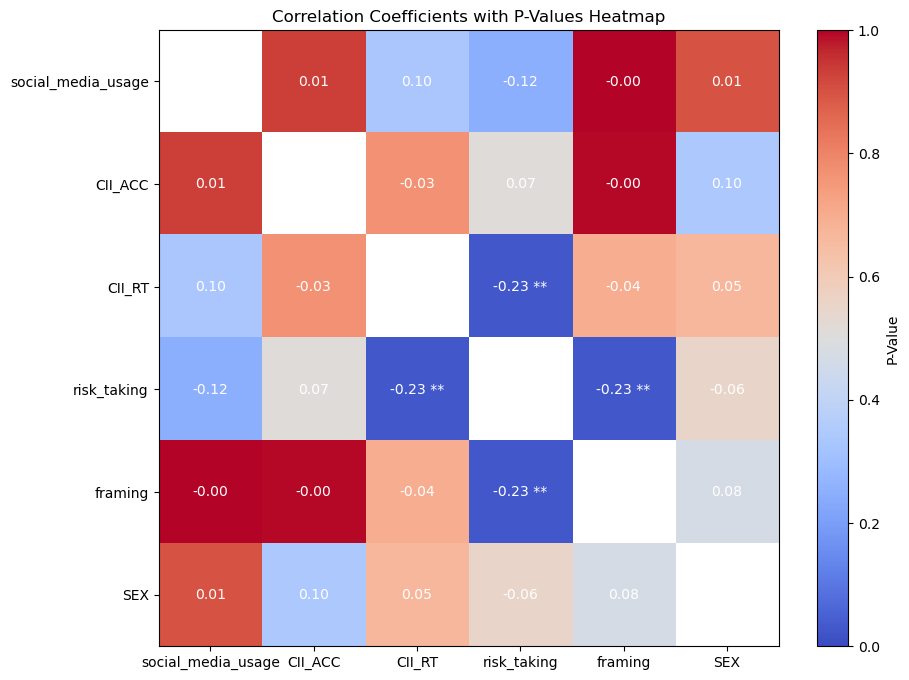 Correlation Coefficients with P-Values Heatmap
social_media_usage 0.01 0.10 -0.12 -0.00 0.01
CII_ACC 0.01 -0.03 0.07 -0.00 0.10
CII_RT 0.10 -0.03 -0.23 ** -0.04 0.05
risk_taking -0.12 0.07 -0.23 ** -0.23 ** -0.06
framing -0.00 -0.00 -0.04 -0.23 ** 0.08
SEX 0.01 0.10 0.05 -0.06 0.08
social_media_usage CII_ACC CII_RT risk_taking framing SEX
1.0
0.8
0.6
0.4
0.2
0.0
P-Value